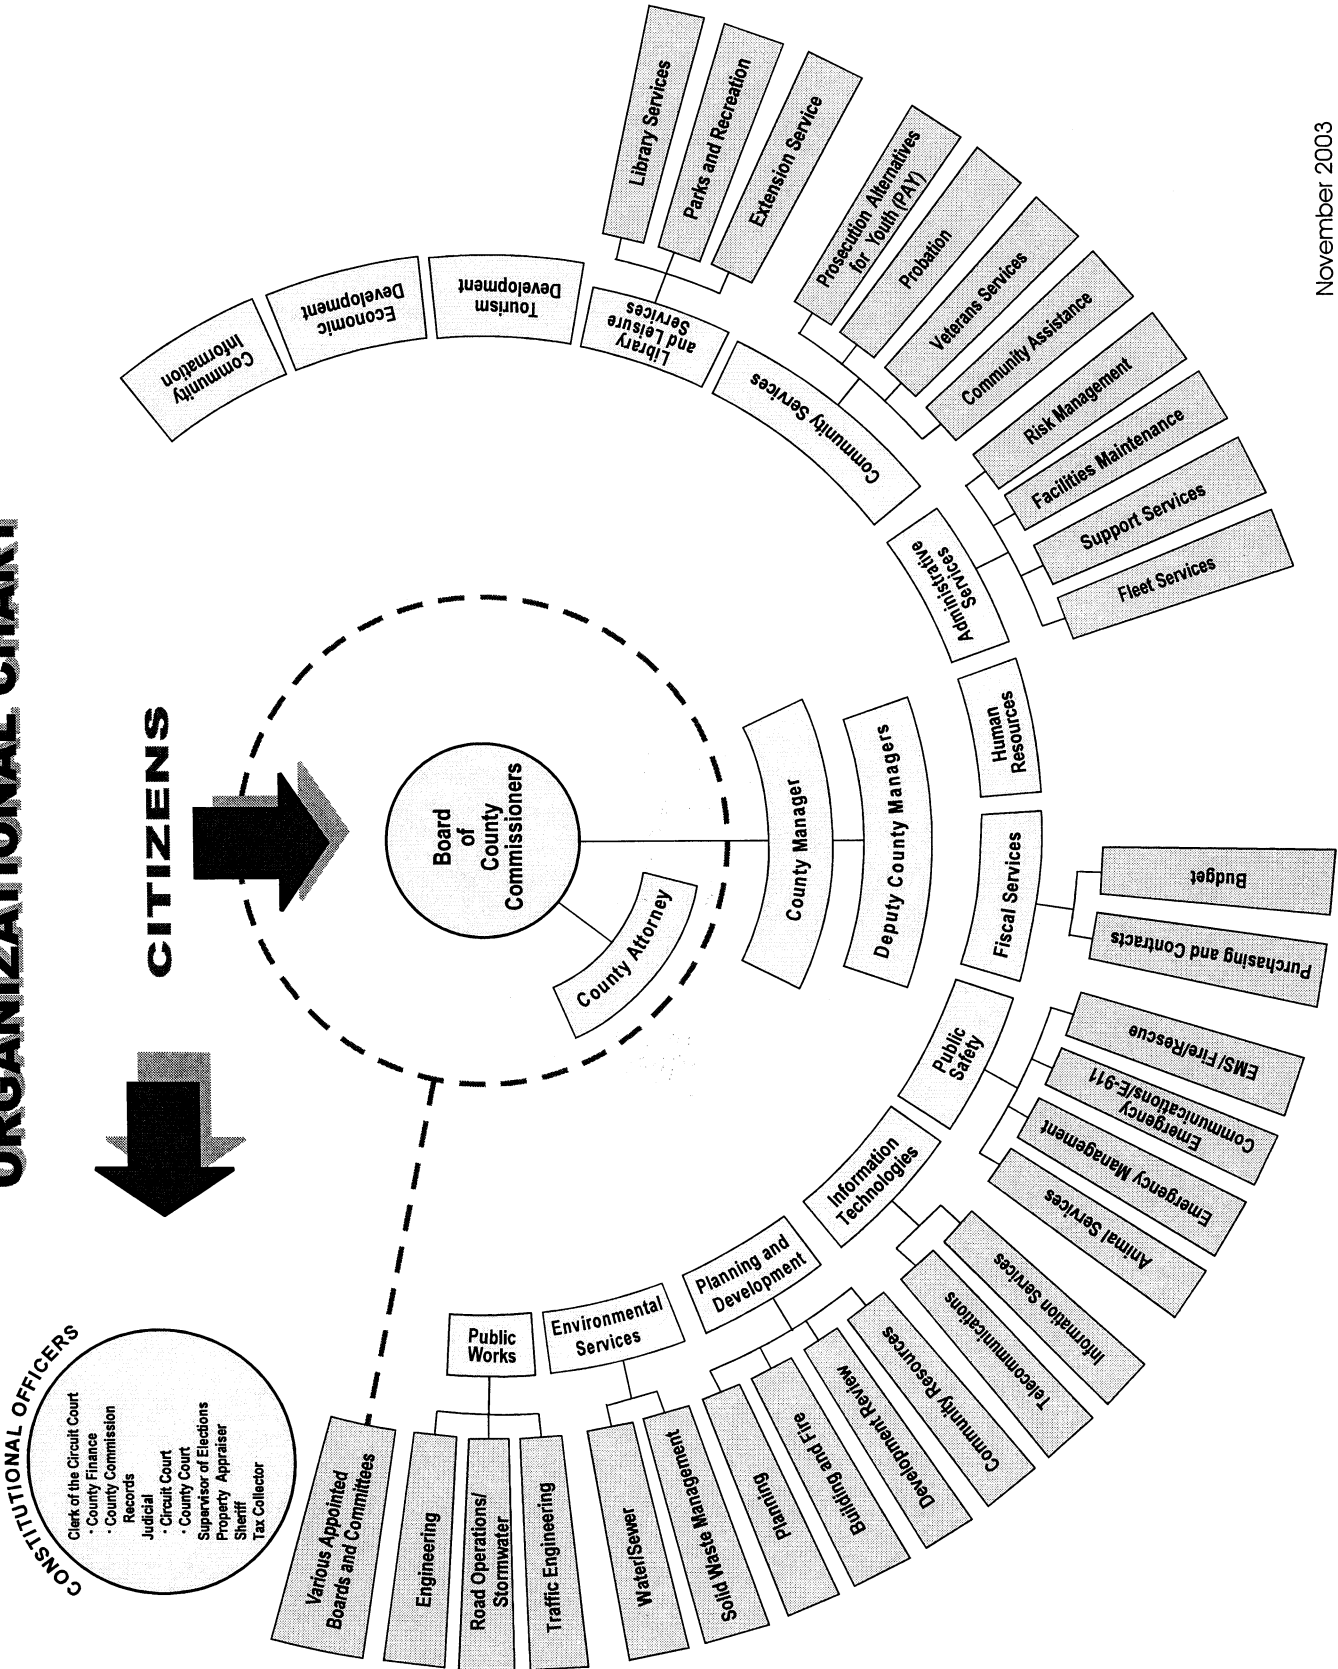 ORGANIZATIONAL CHART
CITIZENS
CONSTITUTIONAL OFFICERS
Clerk of the Circuit Court
· County Finance
· County Commission
Records
Judicial
· Circuit Court
· County Court
Supervisor of Elections
Property Appraiser
Sheriff
Tax Collector
Board
of
County
Commissioners
County Attorney
County Manager
Deputy County Managers
Various Appointed
Boards and Committees
Public
Works
Engineering
Road Operations/
Stormwater
Traffic Engineering
Environmental
Services
Water/Sewer
Solid Waste Management
Planning and
Development
Planning
Building and Fire
Development Review
Community Resources
Information
Technologies
Telecommunications
Information Services
Public
Safety
Animal Services
Emergency Management
Emergency
Communications/E-911
EMS/Fire/Rescue
Fiscal Services
Purchasing and Contracts
Budget
Human
Resources
Administrative
Services
Fleet Services
Support Services
Facilities Maintenance
Risk Management
Community Services
Community Assistance
Veterans Services
Probation
Prosecution Alternatives
for Youth (PAY)
Library
and Leisure
Services
Extension Service
Parks and Recreation
Library Services
Tourism
Development
Economic
Development
Community
Information
November 2003